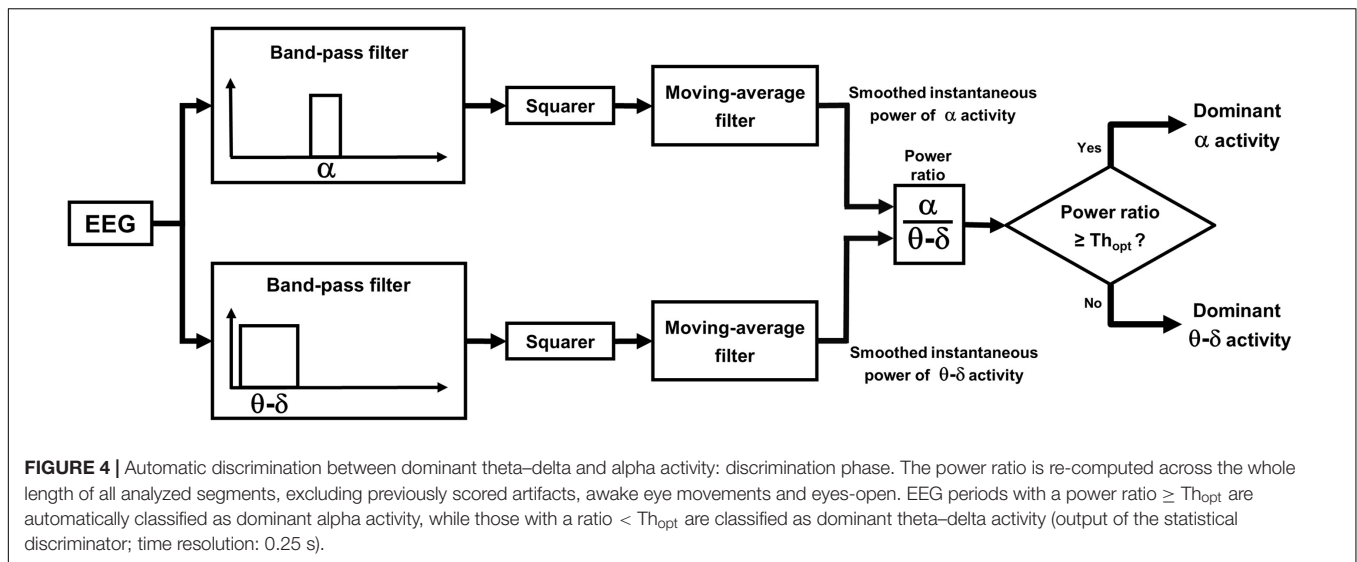 Band-pass filter
α
Squarer
Moving-average
filter
Smoothed instantaneous
power of α activity
EEG
Band-pass filter
θ-δ
Squarer
Moving-average
filter
Smoothed instantaneous
power of θ-δ activity
Power
ratio
α
θ-δ
Power ratio
≥ Thopt ?
Yes
Dominant
α activity
No
Dominant
θ-δ activity
FIGURE 4 | Automatic discrimination between dominant theta–delta and alpha activity: discrimination phase. The power ratio is re-computed across the whole
length of all analyzed segments, excluding previously scored artifacts, awake eye movements and eyes-open. EEG periods with a power ratio ≥ Thopt are
automatically classified as dominant alpha activity, while those with a ratio < Thopt are classified as dominant theta–delta activity (output of the statistical
discriminator; time resolution: 0.25 s).